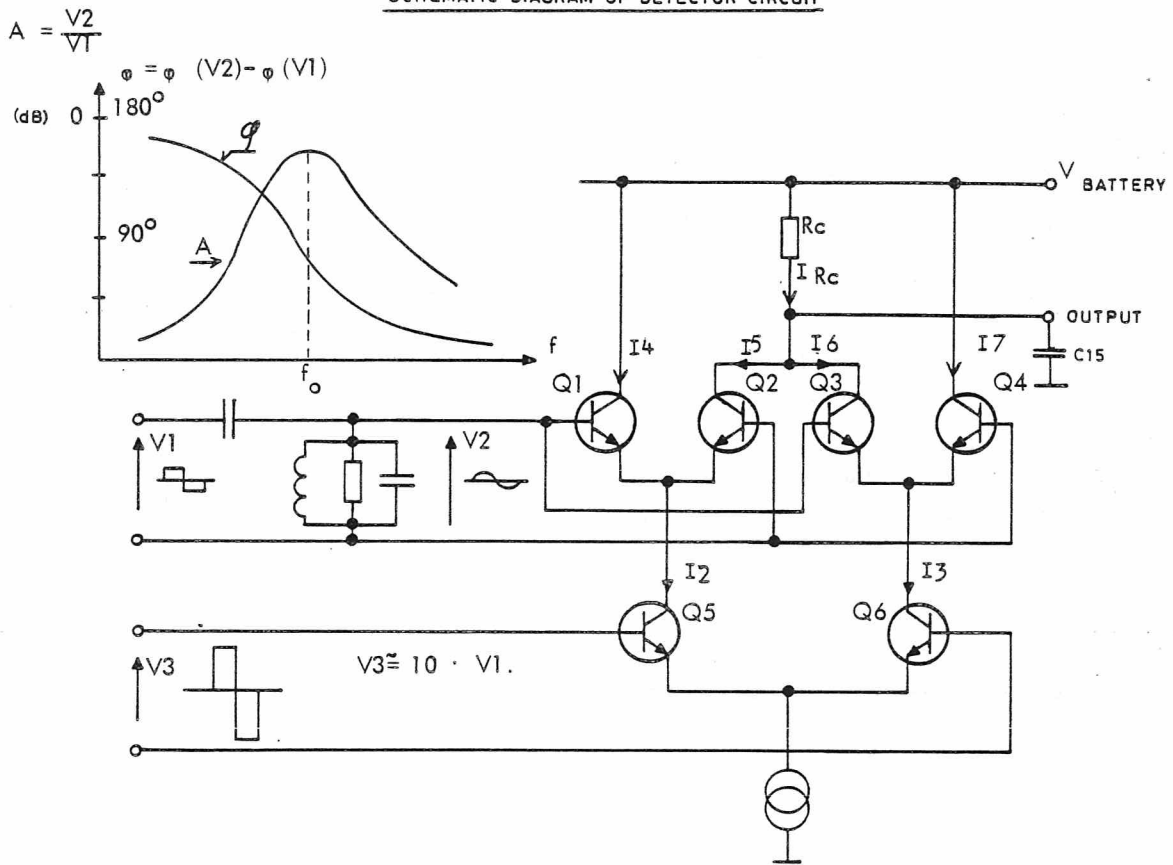 SCHEMATIC DIAGRAM OF DETECTOR CIRCUIT
A = V2
V1
φ = φ (V2) - φ (V1)
(dB) 0 180°
φ
90°
A
f
fo
V BATTERY
Rc
I Rc
OUTPUT
C15
I4
I5
I6
I7
Q1
Q2
Q3
Q4
V1
V2
I2
I3
Q5
Q6
V3
V3 ≅ 10 · V1.